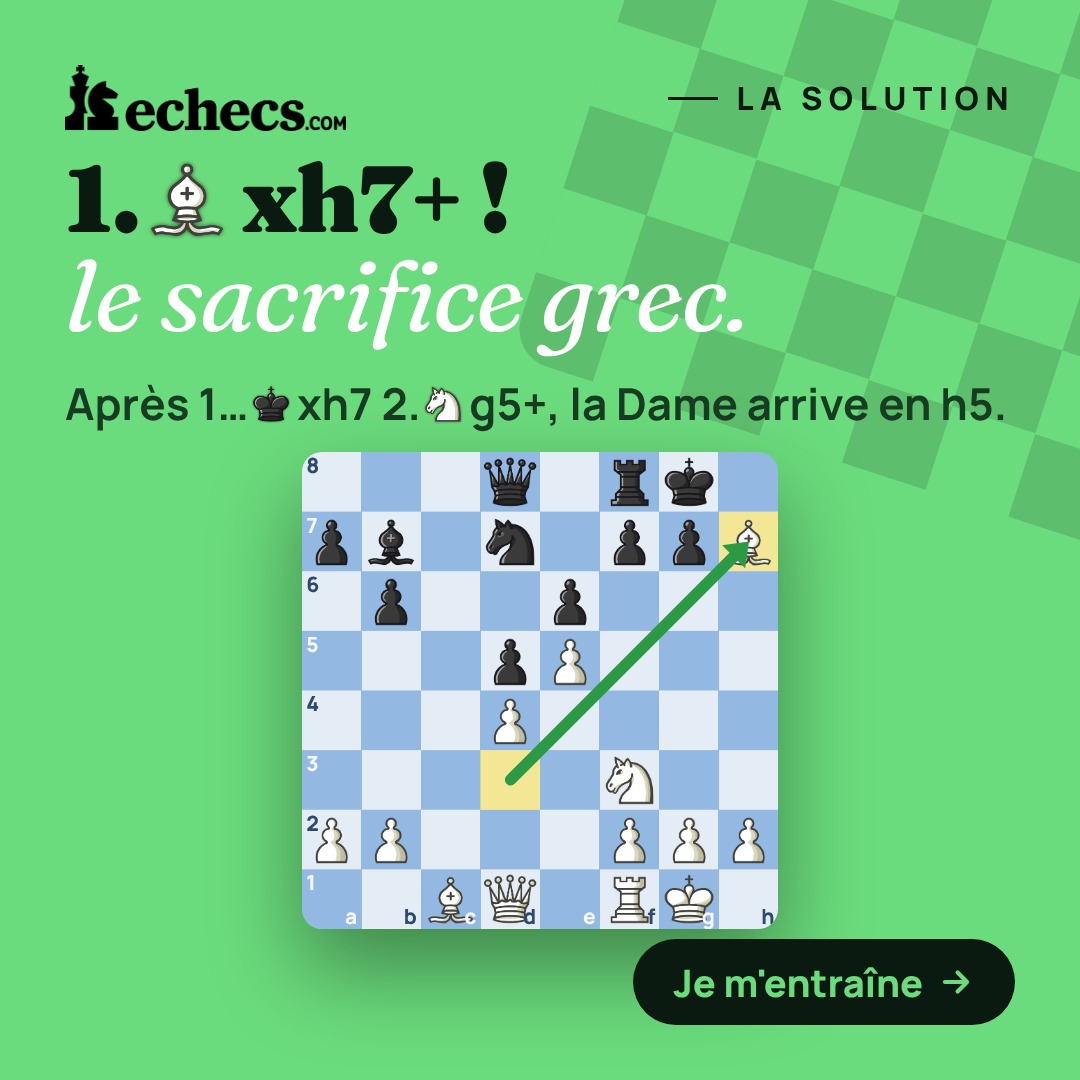 echecs.COM
LA SOLUTION
1. xh7+ !
le sacrifice grec.
Après 1... xh7 2. g5+, la Dame arrive en h5.
8
7
6
5
4
3
2
1
a b c d e f g h
Je m'entraîne →